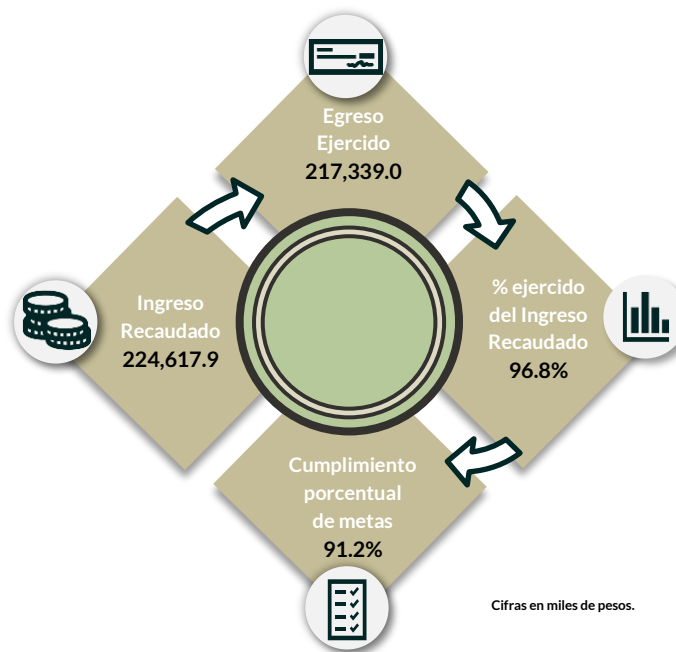 Egreso
Ejercido
217,339.0
Ingreso
Recaudado
224,617.9
% ejercido
del Ingreso
Recaudado
96.8%
Cumplimiento
porcentual
de metas
91.2%
Cifras en miles de pesos.